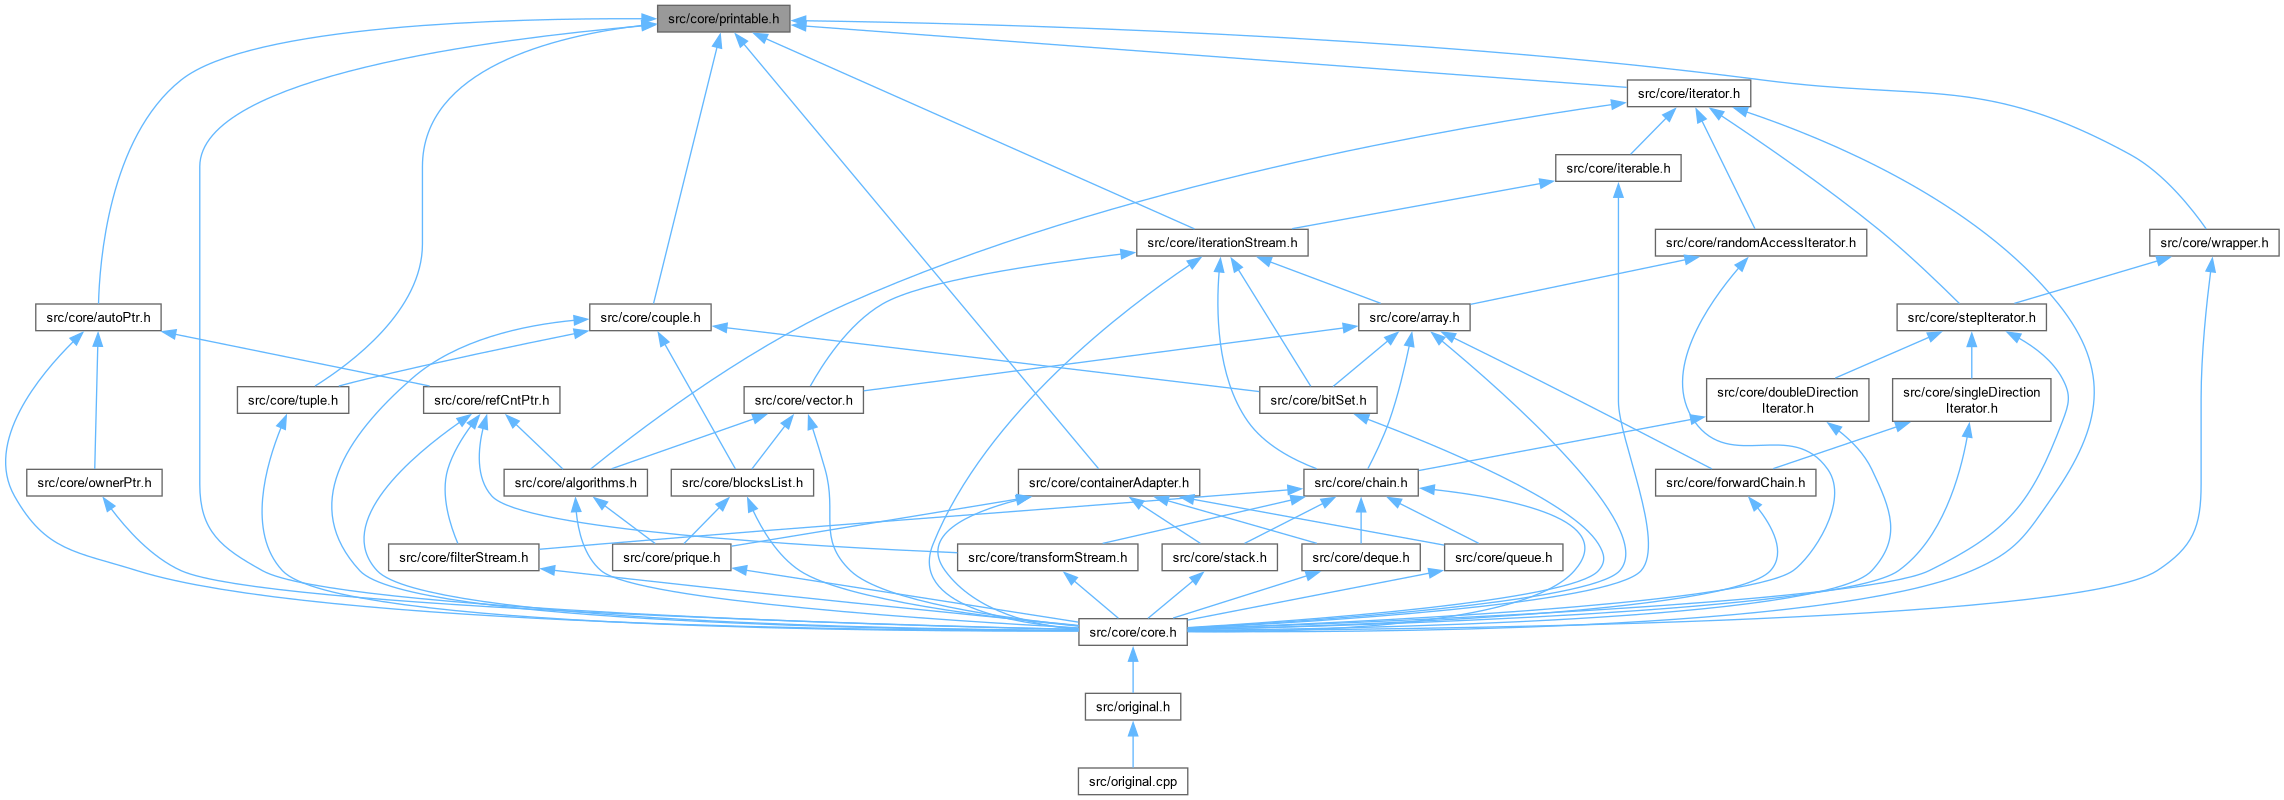 src/core/printable.h
src/core/iterator.h
src/core/iterable.h
src/core/iterationStream.h
src/core/randomAccessIterator.h
src/core/wrapper.h
src/core/autoPtr.h
src/core/couple.h
src/core/array.h
src/core/stepIterator.h
src/core/tuple.h
src/core/refCntPtr.h
src/core/vector.h
src/core/bitSet.h
src/core/doubleDirection
Iterator.h
src/core/singleDirection
Iterator.h
src/core/ownerPtr.h
src/core/algorithms.h
src/core/blocksList.h
src/core/containerAdapter.h
src/core/chain.h
src/core/forwardChain.h
src/core/filterStream.h
src/core/prique.h
src/core/transformStream.h
src/core/stack.h
src/core/deque.h
src/core/queue.h
src/core/core.h
src/original.h
src/original.cpp